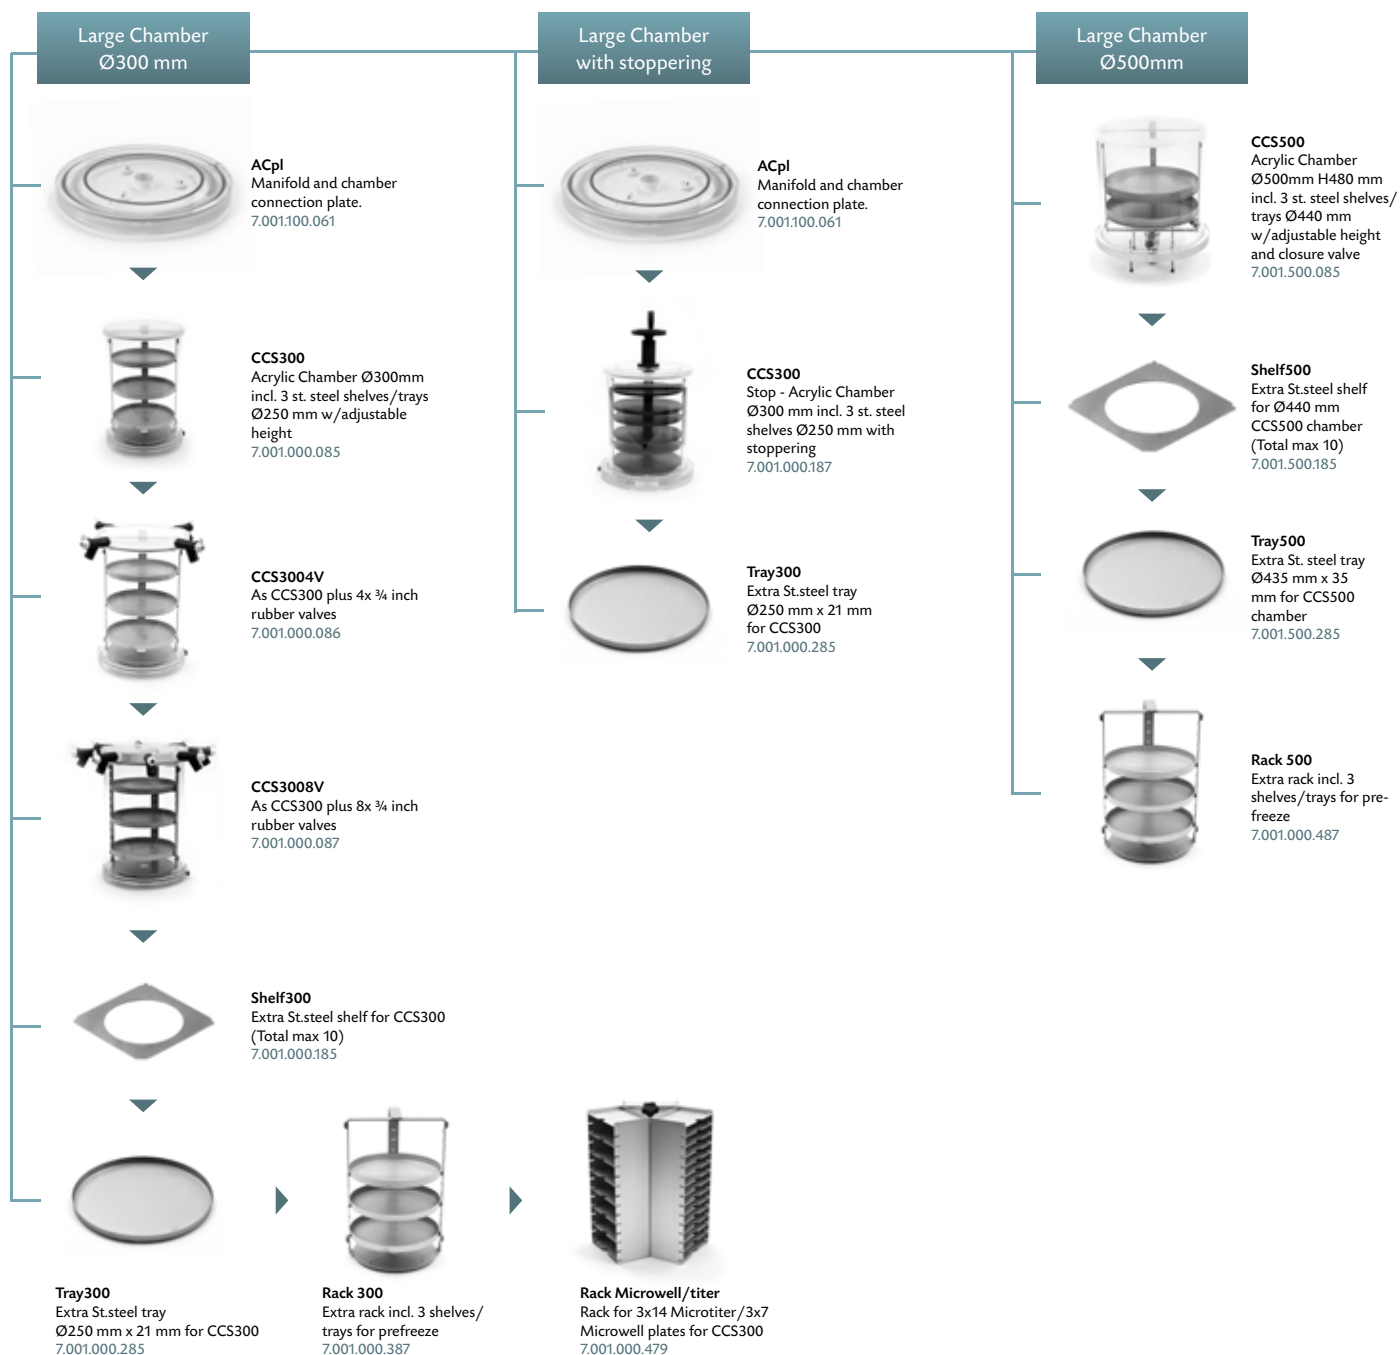 Large Chamber
Ø300 mm
ACpl
Manifold and chamber
connection plate.
7.001.100.061
CCS300
Acrylic Chamber Ø300mm
incl. 3 st. steel shelves/trays
Ø250 mm w/adjustable
height
7.001.000.085
CCS3004V
As CCS300 plus 4x ¾ inch
rubber valves
7.001.000.086
CCS3008V
As CCS300 plus 8x ¾ inch
rubber valves
7.001.000.087
Shelf300
Extra St.steel shelf for CCS300
(Total max 10)
7.001.000.185
Tray300
Extra St.steel tray
Ø250 mm x 21 mm for CCS300
7.001.000.285
Rack 300
Extra rack incl. 3 shelves/
trays for prefreeze
7.001.000.387
Rack Microwell/titer
Rack for 3x14 Microtiter/3x7
Microwell plates for CCS300
7.001.000.479
Large Chamber
with stoppering
ACpl
Manifold and chamber
connection plate.
7.001.100.061
CCS300
Stop - Acrylic Chamber
Ø300 mm incl. 3 st. steel
shelves Ø250 mm with
stoppering
7.001.000.187
Tray300
Extra St.steel tray
Ø250 mm x 21 mm
for CCS300
7.001.000.285
Large Chamber
Ø500mm
CCS500
Acrylic Chamber
Ø500mm H480 mm
incl. 3 st. steel shelves/
trays Ø440 mm
w/adjustable height
and closure valve
7.001.500.085
Shelf500
Extra St.steel shelf
for Ø440 mm
CCS500 chamber
(Total max 10)
7.001.500.185
Tray500
Extra St. steel tray
Ø435 mm x 35
mm for CCS500
chamber
7.001.500.285
Rack 500
Extra rack incl. 3
shelves/trays for pre-
freeze
7.001.000.487